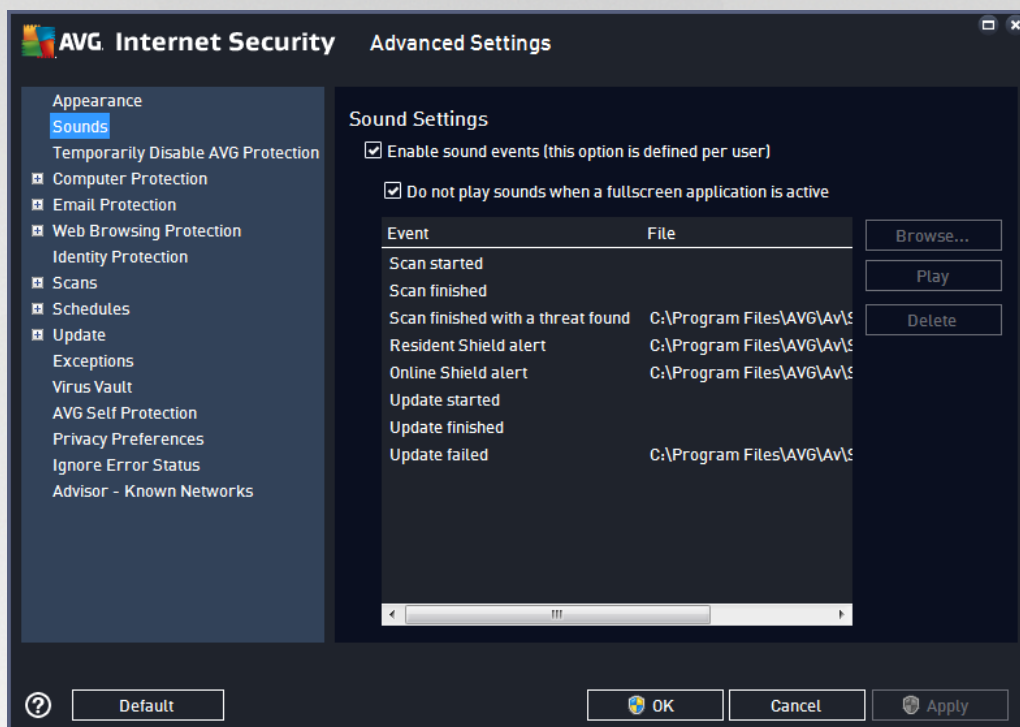 AVG. Internet Security Advanced Settings
Appearance
Sounds
Temporarily Disable AVG Protection
Computer Protection
Email Protection
Web Browsing Protection
Identity Protection
Scans
Schedules
Update
Exceptions
Virus Vault
AVG Self Protection
Privacy Preferences
Ignore Error Status
Advisor - Known Networks
Sound Settings
Enable sound events (this option is defined per user)
Do not play sounds when a fullscreen application is active
Event File
Scan started
Scan finished
Scan finished with a threat found C:\Program Files\AVG\Av\S
Resident Shield alert C:\Program Files\AVG\Av\S
Online Shield alert C:\Program Files\AVG\Av\S
Update started
Update finished
Update failed C:\Program Files\AVG\Av\S
Browse...
Play
Delete
? Default OK Cancel Apply